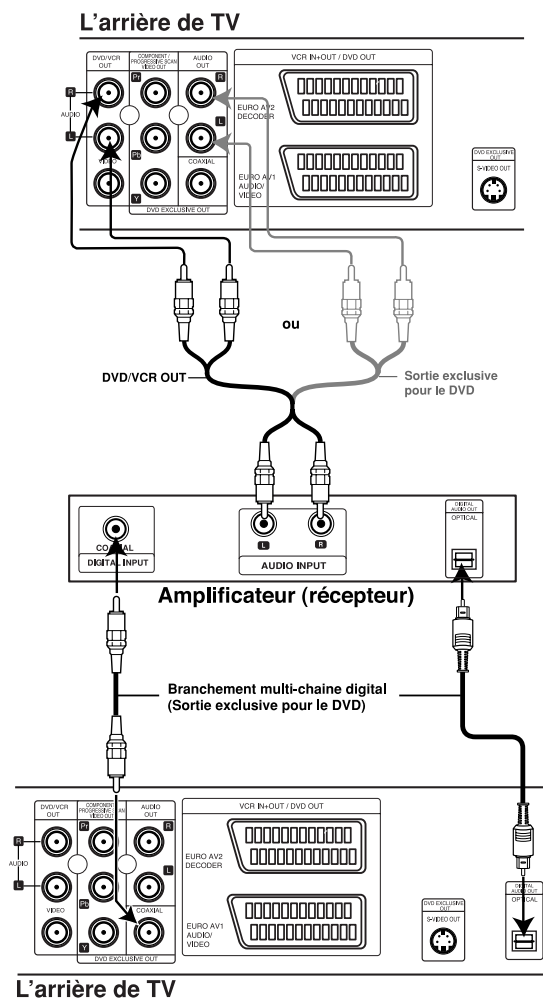 L'arrière de TV
DVD/VCR
OUT
COMPONENT /
PROGRESSIVE SCAN
VIDEO OUT
AUDIO
OUT
VCR IN+OUT / DVD OUT
R
AUDIO
L
Pr
R
EURO AV2
DECODER
L
VIDEO
Pb
COAXIAL
EURO AV1
AUDIO/
VIDEO
Y
DVD EXCLUSIVE OUT
DVD EXCLUSIVE
OUT
S-VIDEO OUT
ou
DVD/VCR OUT
Sortie exclusive
pour le DVD
COAXIAL
DIGITAL INPUT
L
R
AUDIO INPUT
DIGITAL
AUDIO OUT
OPTICAL
Amplificateur (récepteur)
Branchement multi-chaine digital
(Sortie exclusive pour le DVD)
DVD/VCR
OUT
COMPONENT /
PROGRESSIVE SCAN
VIDEO OUT
AUDIO
OUT
VCR IN+OUT / DVD OUT
R
AUDIO
L
Pr
R
EURO AV2
DECODER
L
VIDEO
Pb
COAXIAL
EURO AV1
AUDIO/
VIDEO
Y
DVD EXCLUSIVE OUT
DVD EXCLUSIVE
OUT
S-VIDEO OUT
DIGITAL
AUDIO OUT
OPTICAL
L'arrière de TV